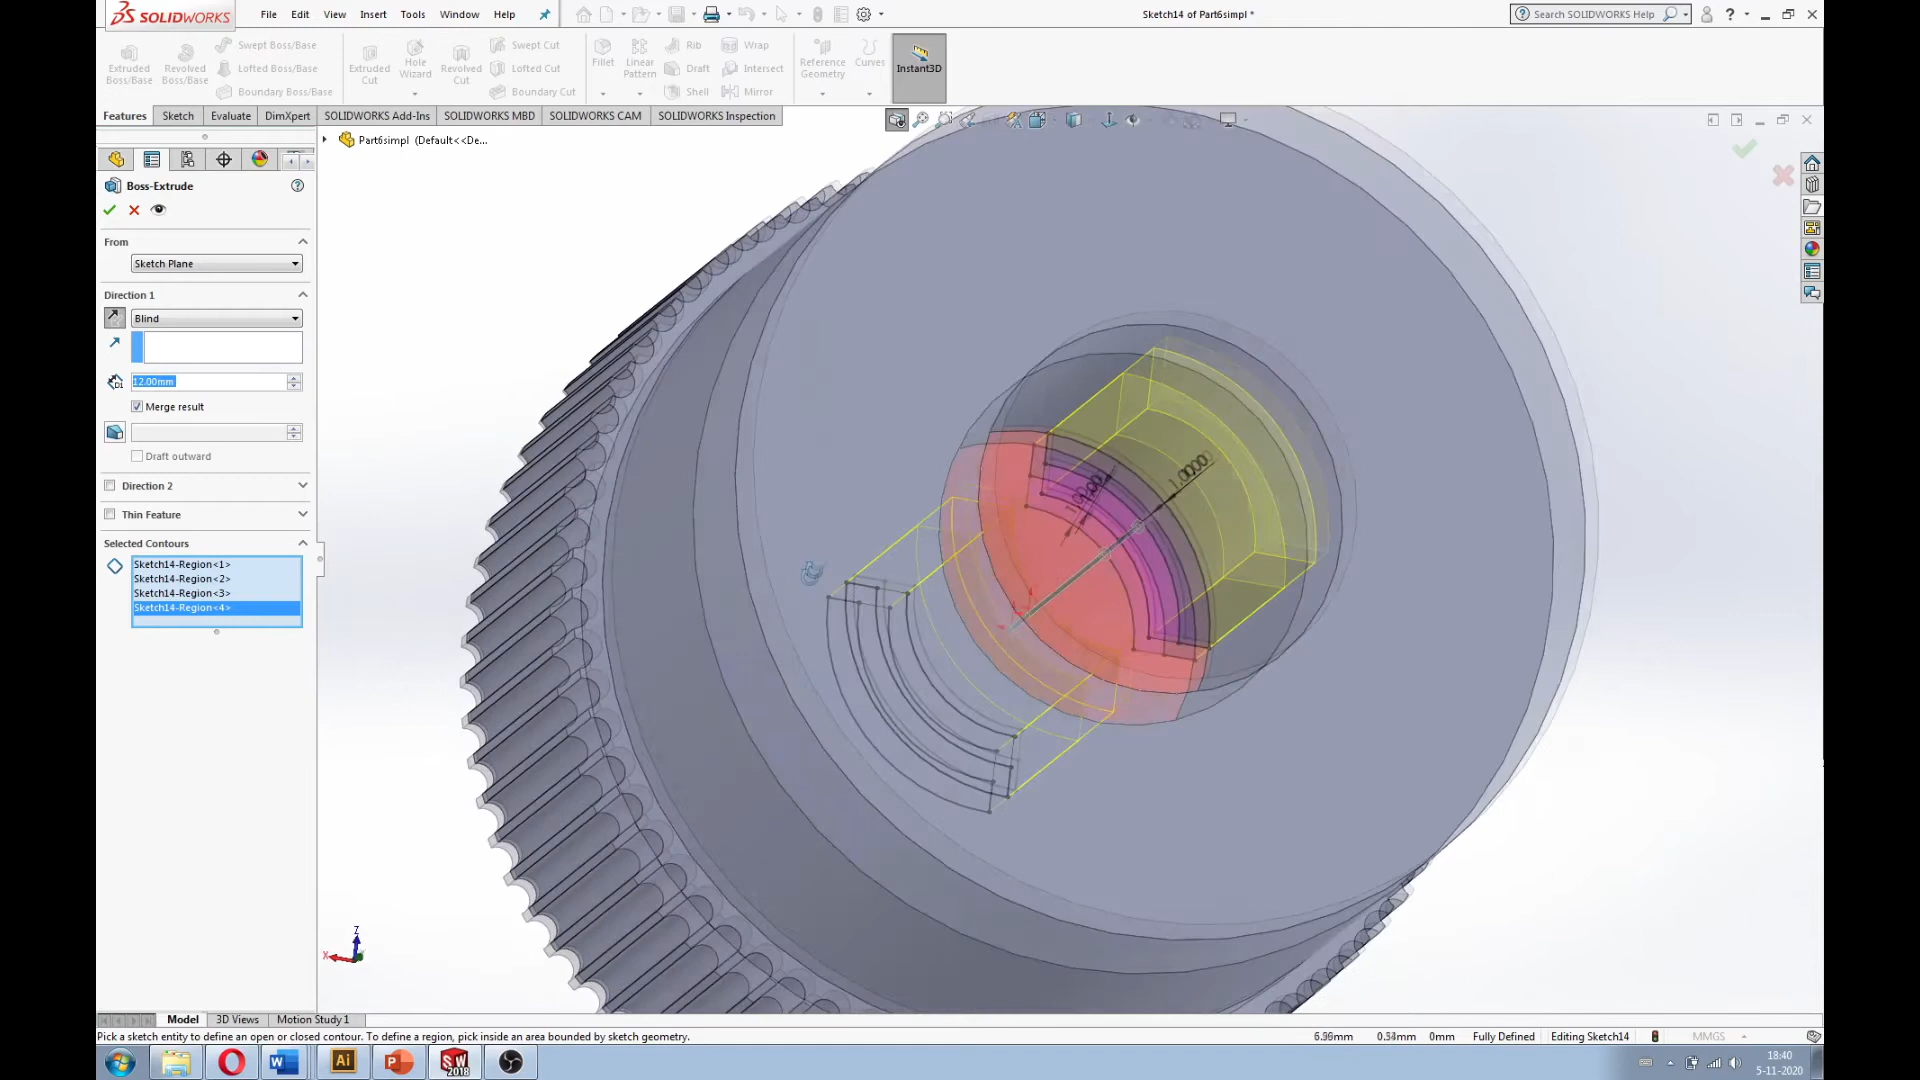 SOLIDWORKS File Edit View Insert Tools Window Help Sketch14 of Part6simpl * Search SOLIDWORKS Help
Extruded Boss/Base
Revolved Boss/Base
Swept Boss/Base
Lofted Boss/Base
Boundary Boss/Base
Extruded Cut
Hole Wizard
Revolved Cut
Swept Cut
Lofted Cut
Boundary Cut
Fillet
Linear Pattern
Rib
Draft
Shell
Wrap
Intersect
Mirror
Reference Geometry
Curves
Instant3D
Features Sketch Evaluate DimXpert SOLIDWORKS Add-Ins SOLIDWORKS MBD SOLIDWORKS CAM SOLIDWORKS Inspection
Part6simpl (Default<<De...
Boss-Extrude
From
Sketch Plane
Direction 1
Blind
D1
12.00mm
Merge result
Draft outward
Direction 2
Thin Feature
Selected Contours
Sketch14-Region<1>
Sketch14-Region<2>
Sketch14-Region<3>
Sketch14-Region<4>
Z
X
Model 3D Views Motion Study 1
Pick a sketch entity to define an open or closed contour. To define a region, pick inside an area bounded by sketch geometry.
0mm Fully Defined Editing Sketch14 MMGS
W Ai P SW 2018
18:40
5-11-2020